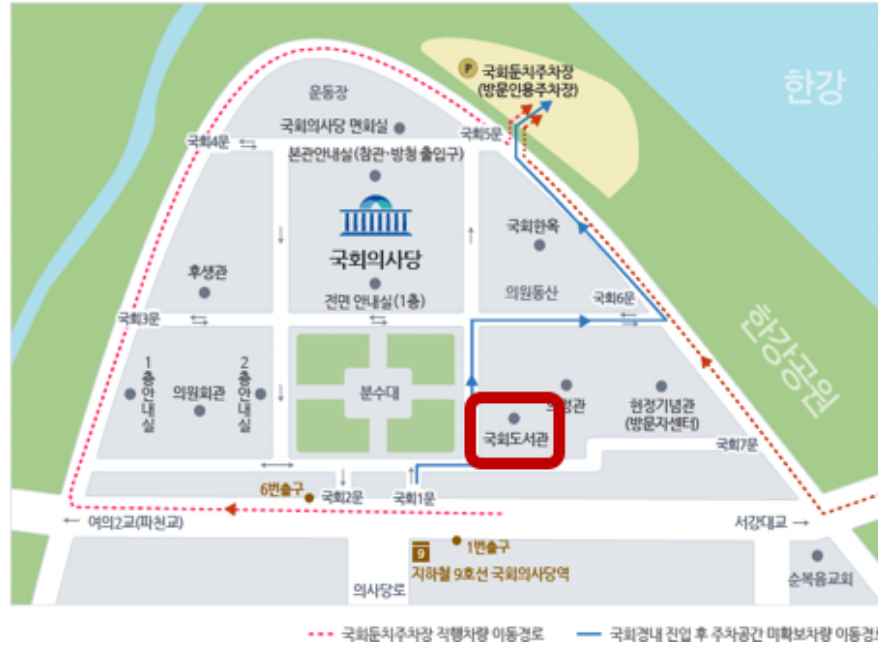 한강
P
국회둔치주차장
(방문인용주차장)
운동장
국회의사당 면회실
국회4문
국회5문
본관안내실(참관·방청 출입구)
국회의사당
국회한옥
후생관
전면 안내실(1층)
의원동산
국회6문
국회3문
한강공원
1층안내실
의원회관
2층안내실
분수대
국회도서관
헌정기념관
(방문자센터)
국회7문
6번출구
국회2문
국회1문
← 여의2교(파천교)
서강대교 →
9
1번출구
지하철 9호선 국회의사당역
의사당로
순복음교회
국회둔치주차장 직행차량 이동경로
국회경내 진입 후 주차공간 미확보차량